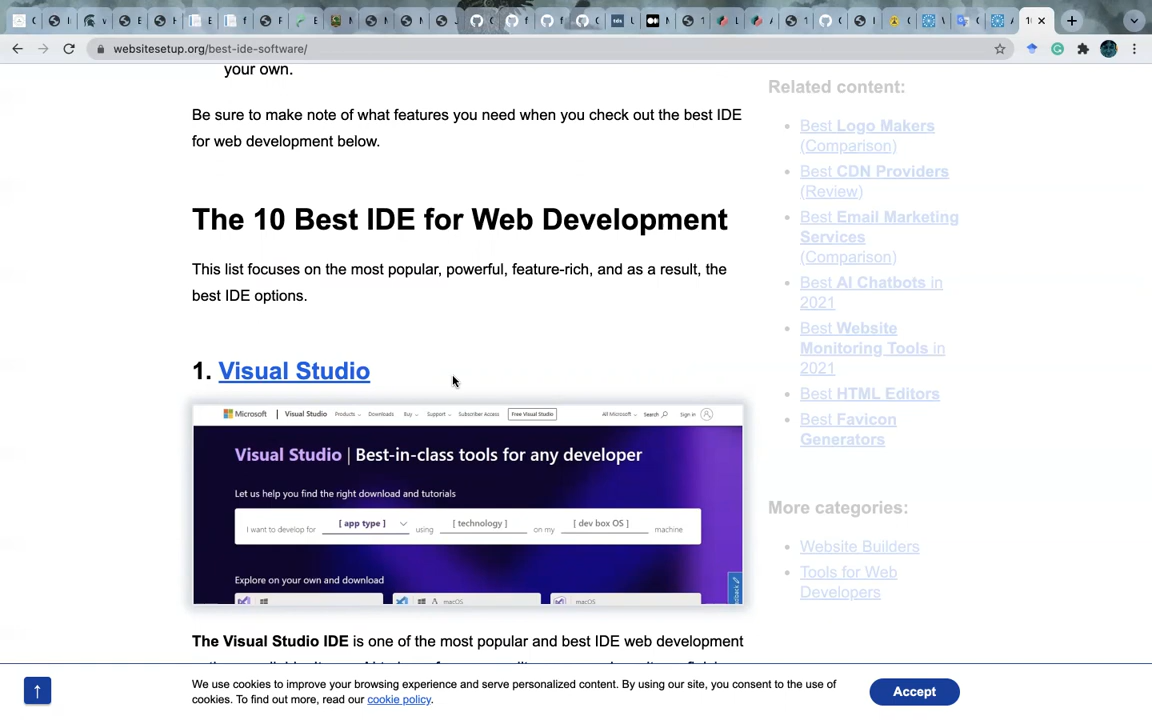 websitesetup.org/best-ide-software/
your own.
Be sure to make note of what features you need when you check out the best IDE
for web development below.
The 10 Best IDE for Web Development
This list focuses on the most popular, powerful, feature-rich, and as a result, the
best IDE options.
1. Visual Studio
Microsoft | Visual Studio Products Downloads Buy Support Subscriber Access Free Visual Studio All Microsoft Search Sign in
Visual Studio | Best-in-class tools for any developer
Let us help you find the right download and tutorials
I want to develop for [ app type ] using [ technology ] on my [ dev box OS ] machine
Explore on your own and download
macOS
macOS
The Visual Studio IDE is one of the most popular and best IDE web development
Related content:
Best Logo Makers
(Comparison)
Best CDN Providers
(Review)
Best Email Marketing
Services
(Comparison)
Best AI Chatbots in
2021
Best Website
Monitoring Tools in
2021
Best HTML Editors
Best Favicon
Generators
More categories:
Website Builders
Tools for Web
Developers
We use cookies to improve your browsing experience and serve personalized content. By using our site, you consent to the use of
cookies. To find out more, read our cookie policy.
Accept